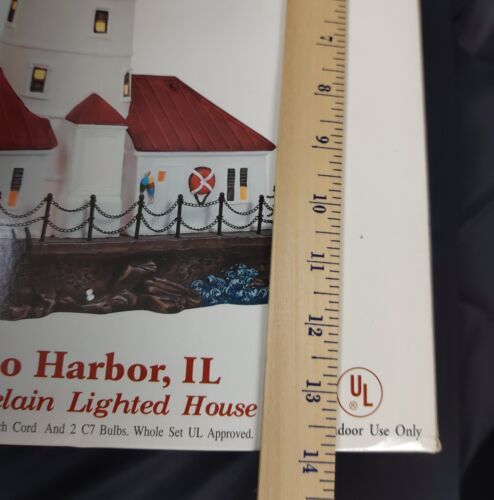 7
8
9
10
11
12
o Harbor, IL
13
UL
®
elain Lighted House
ch Cord And 2 C7 Bulbs. Whole Set UL Approved. door Use Only
14